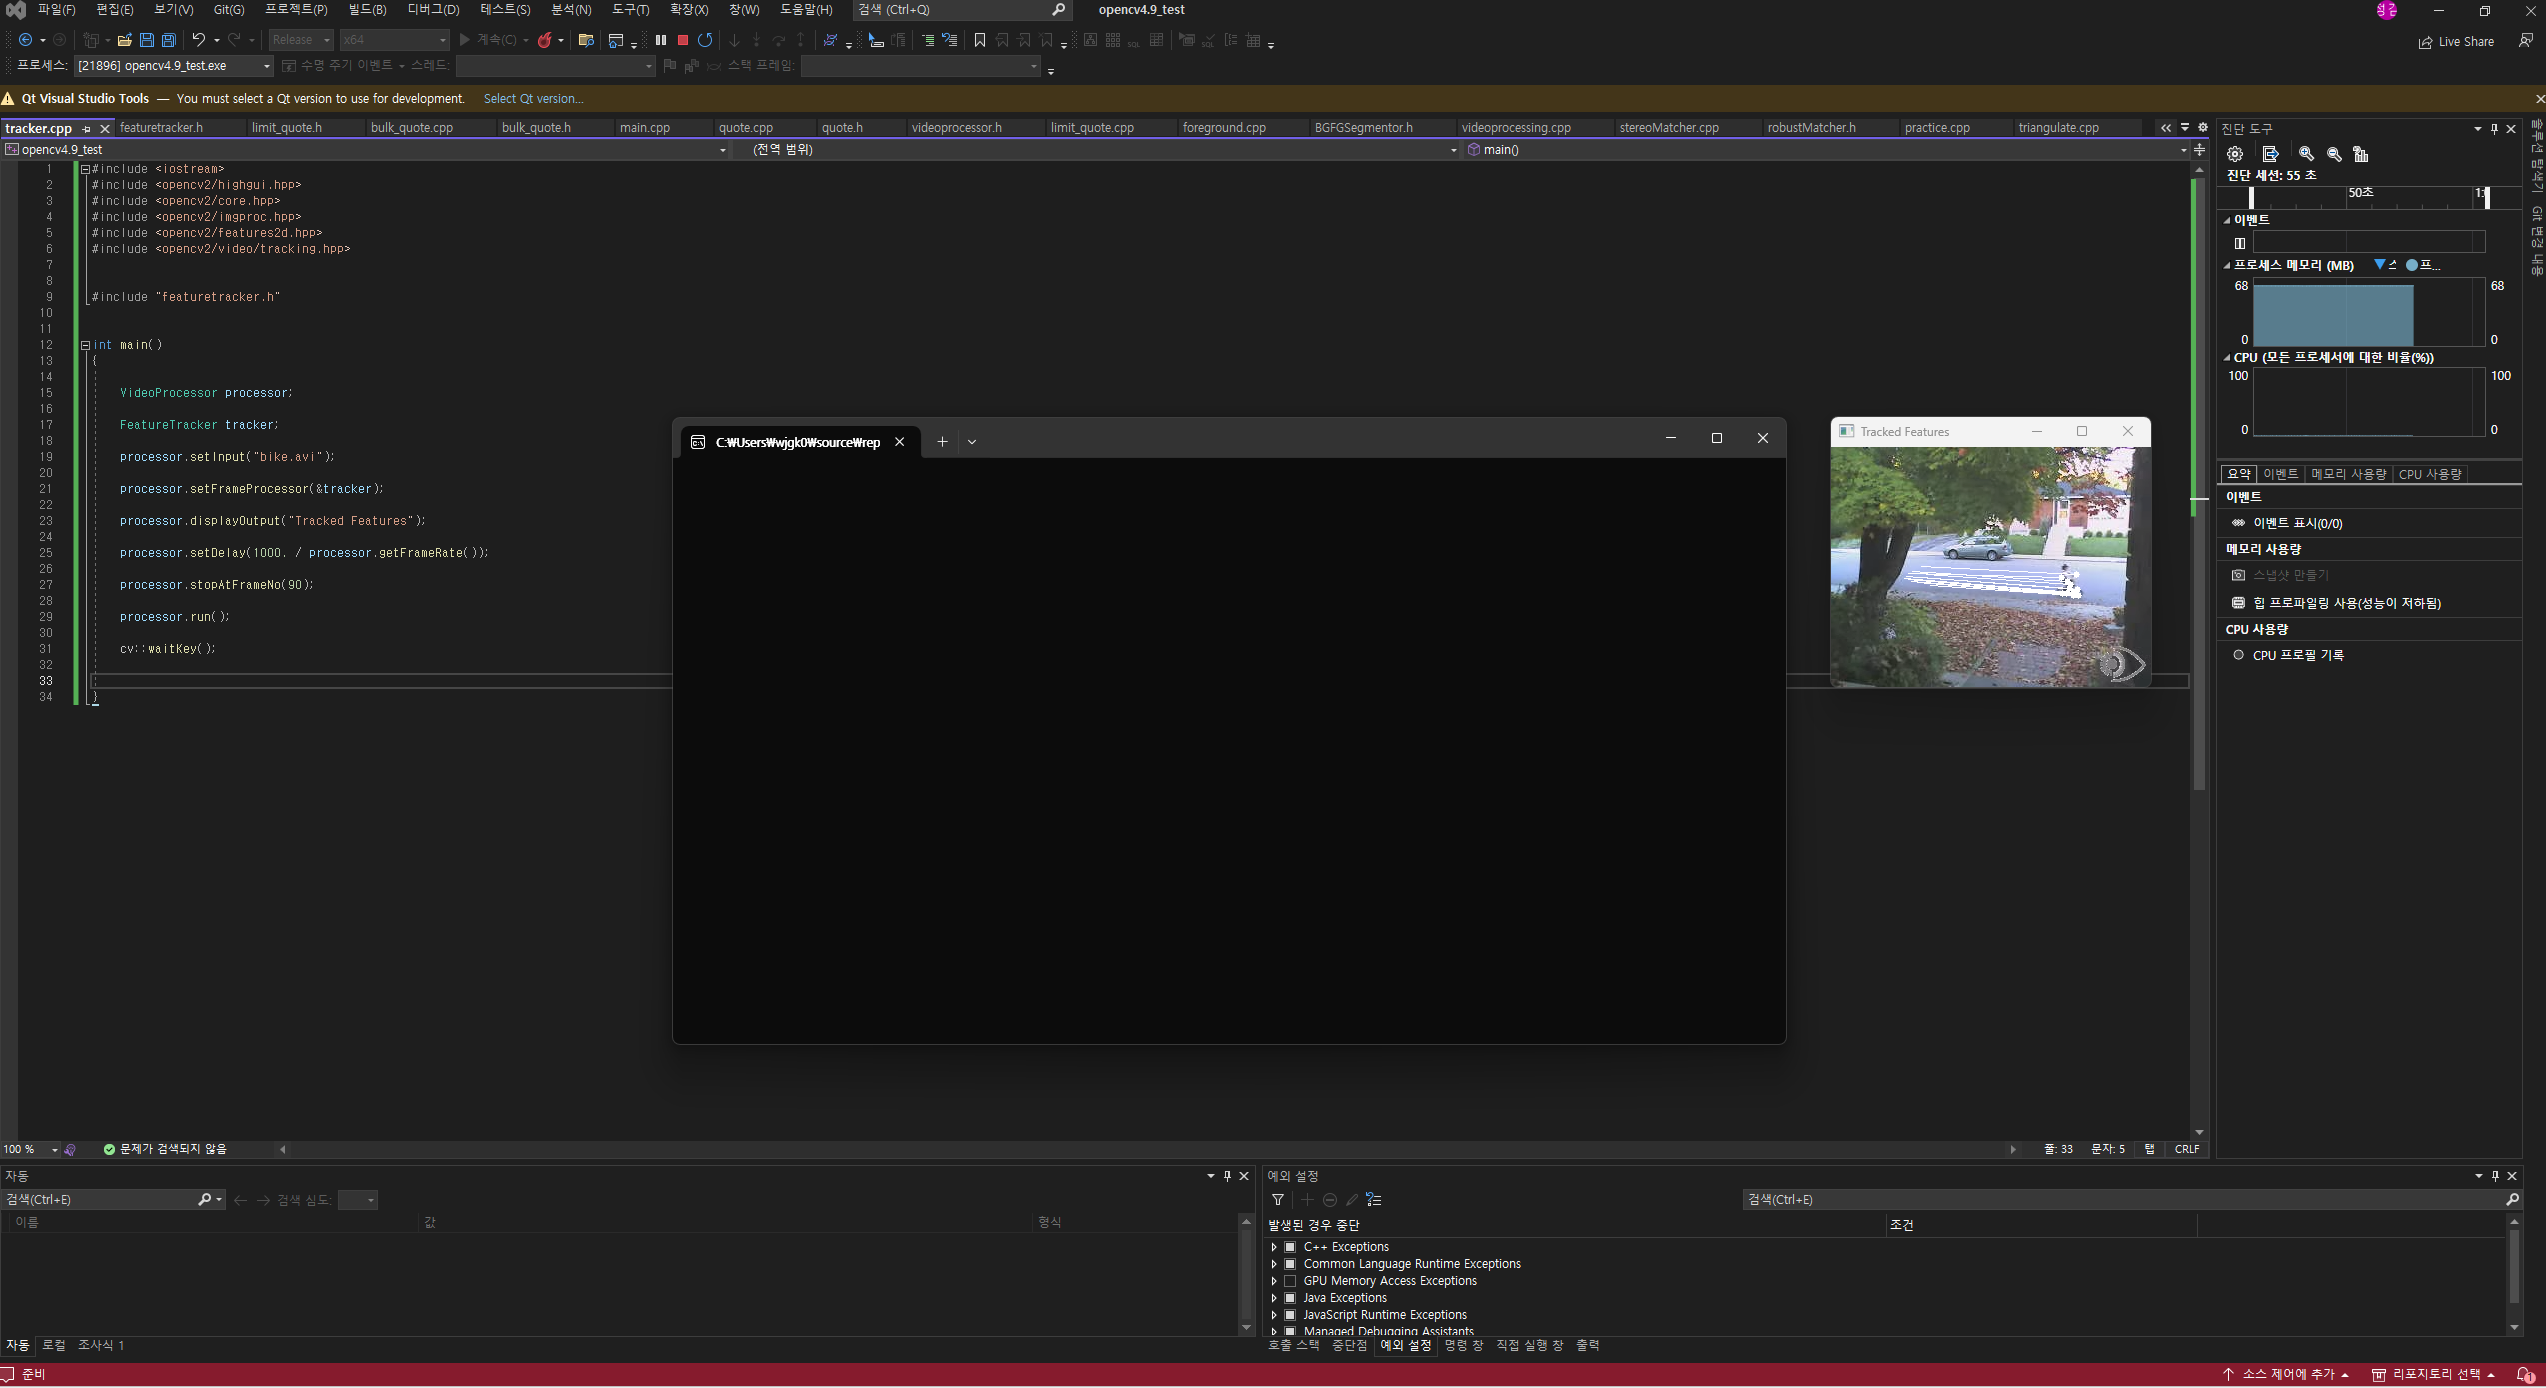 파일(F) 편집(E) 보기(V) Git(G) 프로젝트(P) 빌드(B) 디버그(D) 테스트(S) 분석(N) 도구(T) 확장(X) 창(W) 도움말(H) 검색 (Ctrl+Q) opencv4.9_test 성근
Release x64 계속(C) Live Share
프로세스: [21896] opencv4.9_test.exe 수명 주기 이벤트 스레드: 스택 프레임:
Qt Visual Studio Tools — You must select a Qt version to use for development. Select Qt version...
tracker.cpp featuretracker.h limit_quote.h bulk_quote.cpp bulk_quote.h main.cpp quote.cpp quote.h videoprocessor.h limit_quote.cpp foreground.cpp BGFGSegmentor.h videoprocessing.cpp stereoMatcher.cpp robustMatcher.h practice.cpp triangulate.cpp
opencv4.9_test (전역 범위) main()
1 #include <iostream>
2 #include <opencv2/highgui.hpp>
3 #include <opencv2/core.hpp>
4 #include <opencv2/imgproc.hpp>
5 #include <opencv2/features2d.hpp>
6 #include <opencv2/video/tracking.hpp>
7
8
9 #include "featuretracker.h"
10
11
12 int main()
13 {
14
15 VideoProcessor processor;
16
17 FeatureTracker tracker;
18
19 processor.setInput("bike.avi");
20
21 processor.setFrameProcessor(&tracker);
22
23 processor.displayOutput("Tracked Features");
24
25 processor.setDelay(1000. / processor.getFrameRate());
26
27 processor.stopAtFrameNo(90);
28
29 processor.run();
30
31 cv::waitKey();
32
33
34 }
C:₩Users₩wjgk0₩source₩rep
Tracked Features
진단 도구
진단 세션: 55 초
50초
이벤트
프로세스 메모리 (MB) 프...
68 68
0 0
CPU (모든 프로세서에 대한 비율(%))
100 100
0 0
요약 이벤트 메모리 사용량 CPU 사용량
이벤트
이벤트 표시(0/0)
메모리 사용량
스냅샷 만들기
힙 프로파일링 사용(성능이 저하됨)
CPU 사용량
CPU 프로필 기록
솔루션 탐색기
Git 변경 내용
100 % 문제가 검색되지 않음 줄: 33 문자: 5 탭 CRLF
자동
검색(Ctrl+E) 검색 심도:
이름 값 형식
자동 로컬 조사식 1
예외 설정
검색(Ctrl+E)
발생된 경우 중단 조건
C++ Exceptions
Common Language Runtime Exceptions
GPU Memory Access Exceptions
Java Exceptions
JavaScript Runtime Exceptions
Managed Debugging Assistants
호출 스택 중단점 예외 설정 명령 창 직접 실행 창 출력
준비 소스 제어에 추가 리포지토리 선택 1